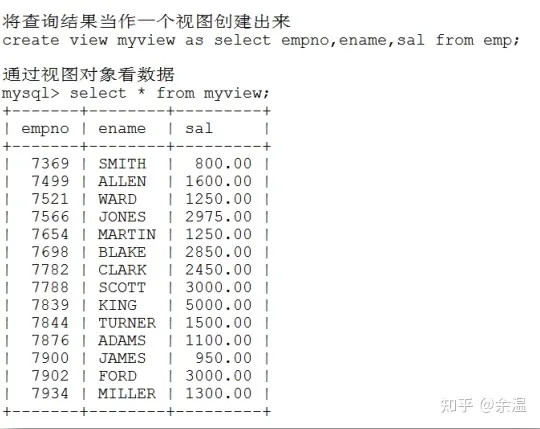 将查询结果当作一个视图创建出来
create view myview as select empno,ename,sal from emp;
通过视图对象看数据
mysql> select * from myview;
+-------+--------+---------+
| empno | ename | sal |
+-------+--------+---------+
| 7369 | SMITH | 800.00 |
| 7499 | ALLEN | 1600.00 |
| 7521 | WARD | 1250.00 |
| 7566 | JONES | 2975.00 |
| 7654 | MARTIN | 1250.00 |
| 7698 | BLAKE | 2850.00 |
| 7782 | CLARK | 2450.00 |
| 7788 | SCOTT | 3000.00 |
| 7839 | KING | 5000.00 |
| 7844 | TURNER | 1500.00 |
| 7876 | ADAMS | 1100.00 |
| 7900 | JAMES | 950.00 |
| 7902 | FORD | 3000.00 |
| 7934 | MILLER | 1300.00 |
+-------+--------+---------+
知乎 @余温